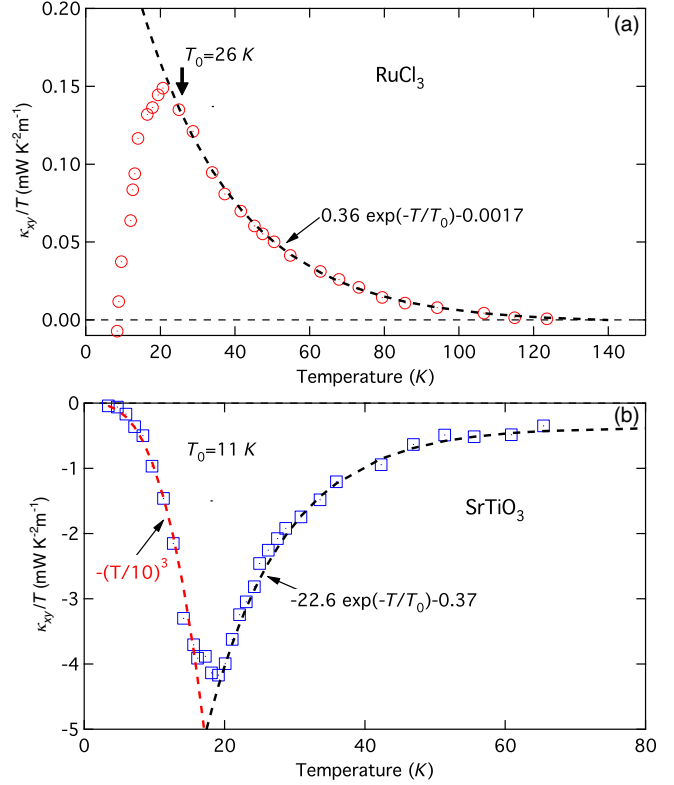 (a)
0.20
0.15
0.10
0.05
0.00
κxy/T (mW K⁻²m⁻¹)
T₀=26 K
RuCl₃
0.36 exp(-T/T₀)-0.0017
0 20 40 60 80 100 120 140
Temperature (K)
(b)
0
-1
-2
-3
-4
-5
κxy/T (mW K⁻²m⁻¹)
T₀=11 K
SrTiO₃
-(T/10)³
-22.6 exp(-T/T₀)-0.37
0 20 40 60 80
Temperature (K)